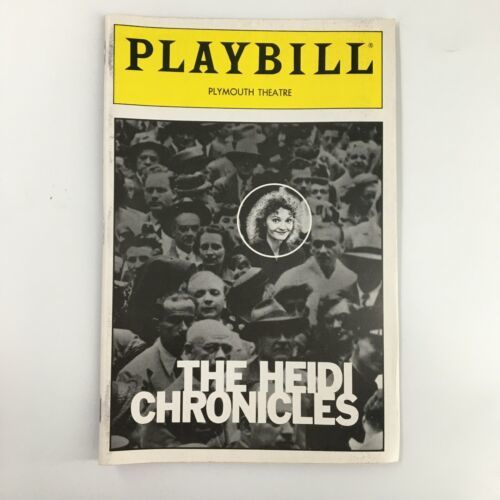 PLAYBILL®
PLYMOUTH THEATRE
THE HEIDI
CHRONICLES